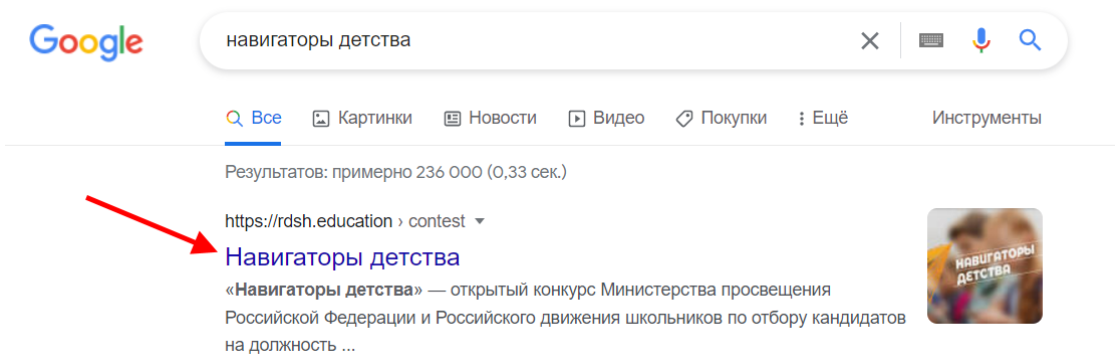 Google
навигаторы детства
Все Картинки Новости Видео Покупки Ещё Инструменты
Результатов: примерно 236 000 (0,33 сек.)
https://rdsh.education › contest
Навигаторы детства
«Навигаторы детства» — открытый конкурс Министерства просвещения
Российской Федерации и Российского движения школьников по отбору кандидатов
на должность ...
НАВИГАТОРЫ
ДЕТСТВА